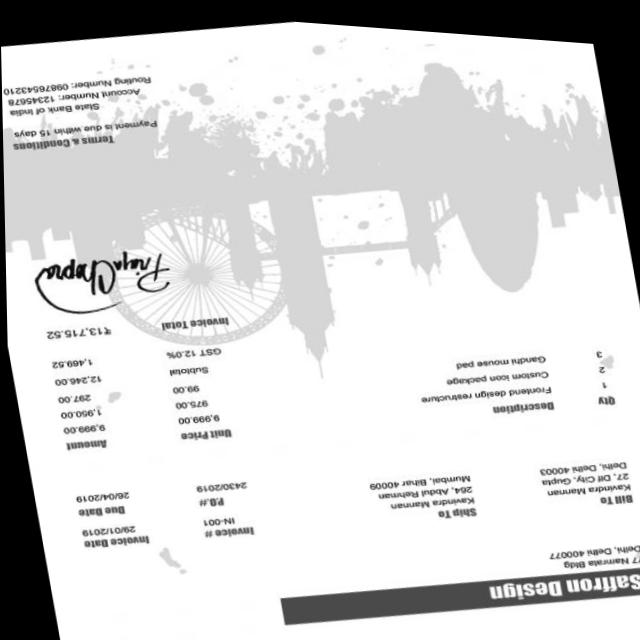 Saffron Design
77 Namrata Bldg
Delhi, Delhi 400077
Bill To
Kavindra Mannan
27, Dlf City, Gupta
Delhi, Delhi 40003
Ship To
Kavindra Mannan
264, Abdul Rehman
Mumbai, Bihar 40009
Invoice #
IN-001
P.O.#
2430/2019
Invoice Date
29/01/2019
Due Date
26/04/2019
Qty Description Unit Price Amount
1 Frontend design restructure 9,999.00 9,999.00
2 Custom icon package 975.00 1,950.00
3 Gandhi mouse pad 99.00 297.00
Subtotal 12,246.00
GST 12.0% 1,469.52
Invoice Total ₹13,715.52
Priya Chopra
Terms & Conditions
Payment is due within 15 days
State Bank of India
Account Number: 12345678
Routing Number: 09876543210